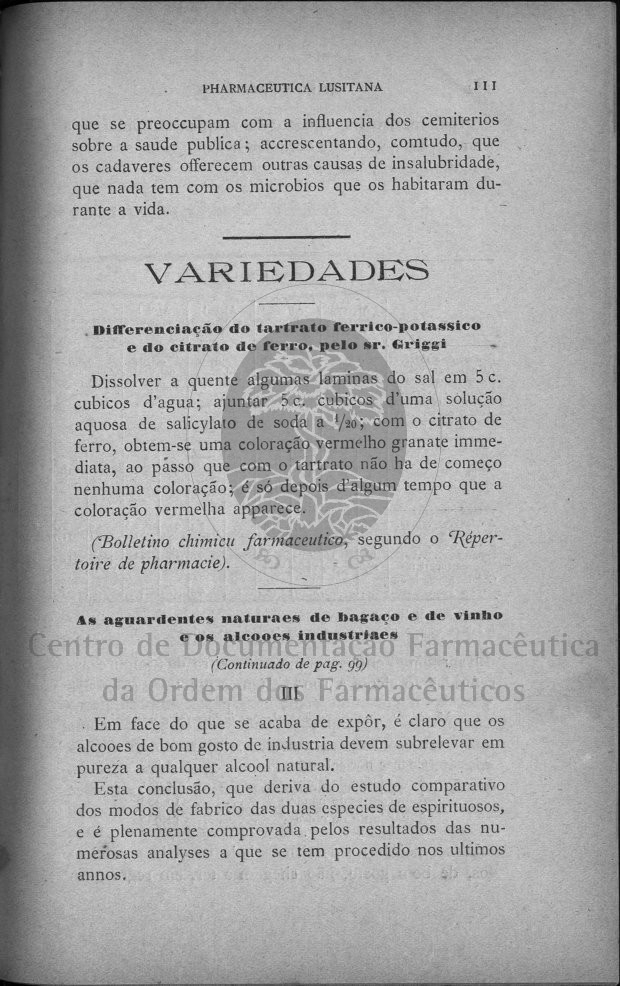 PHARMACEUTICA LUSITANA 111
que se preoccupam com a influencia dos cemiterios
sobre a saude publica; accrescentando, comtudo, que
os cadaveres offerecem outras causas de insalubridade,
que nada tem com os microbios que os habitaram du-
rante a vida.
VARIEDADES
Differenciação do tartrato ferrico-potassico
e do citrato de ferro, pelo sr. Griggi
Dissolver a quente algumas laminas do sal em 5 c.
cubicos d'agua; ajuntar 5 c. cubicos d'uma solução
aquosa de salicylato de soda a 1/20; com o citrato de
ferro, obtem-se uma coloração vermelho granate imme-
diata, ao passo que com o tartrato não ha de começo
nenhuma coloração; é só depois d'algum tempo que a
coloração vermelha apparece.
(Bolletino chimicu farmaceutico, segundo o Réper-
toire de pharmacie).
As aguardentes naturaes de bagaço e de vinho
e os alcooes industriaes
Centro de Documentação Farmacêutica
(Continuado de pag. 99)
da Ordem dos Farmacêuticos
III
Em face do que se acaba de expôr, é claro que os
alcooes de bom gosto de industria devem subrelevar em
pureza a qualquer alcool natural.
Esta conclusão, que deriva do estudo comparativo
dos modos de fabrico das duas especies de espirituosos,
e é plenamente comprovada pelos resultados das nu-
merosas analyses a que se tem procedido nos ultimos
annos.